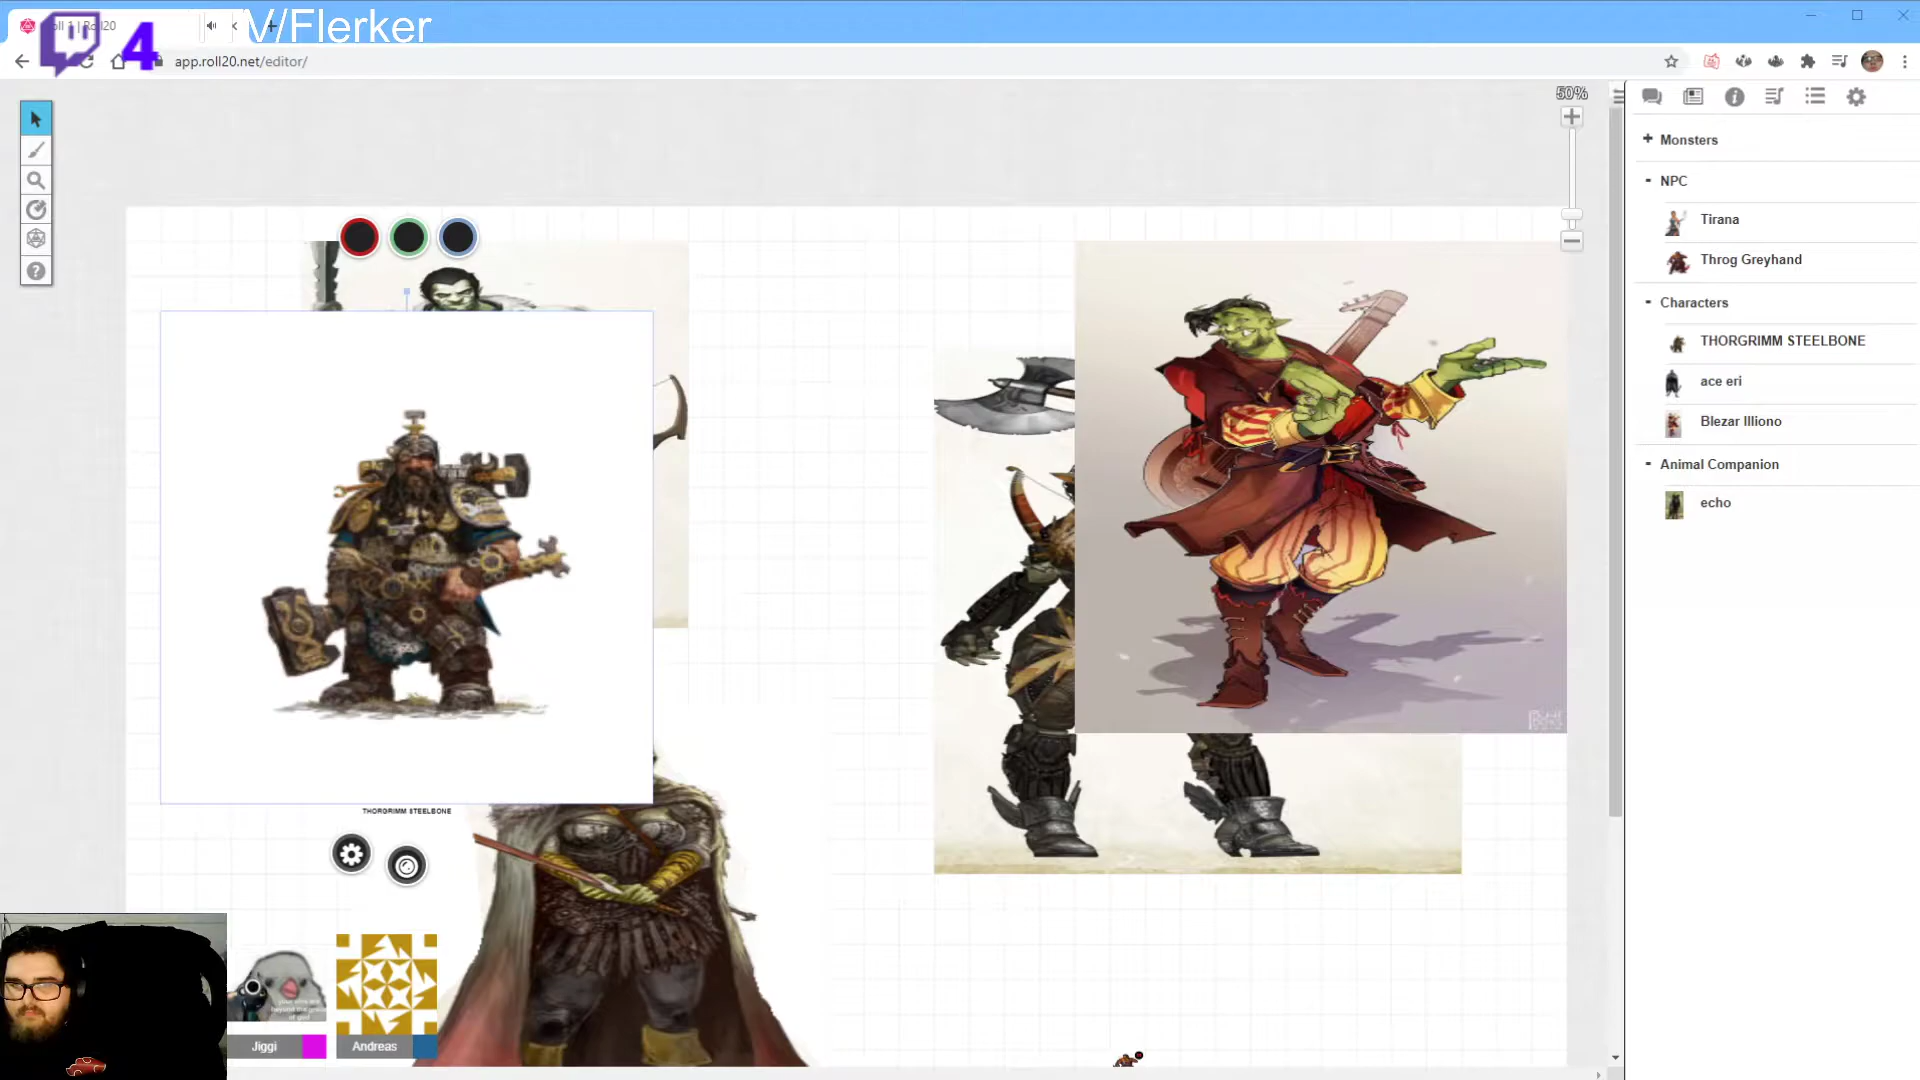 V/Flerker
4
app.roll20.net/editor/
50%
Monsters
NPC
Tirana
Throg Greyhand
Characters
THORGRIMM STEELBONE
ace eri
Blezar Illiono
Animal Companion
echo
THORGRIMM STEELBONE
Jiggi
Andreas